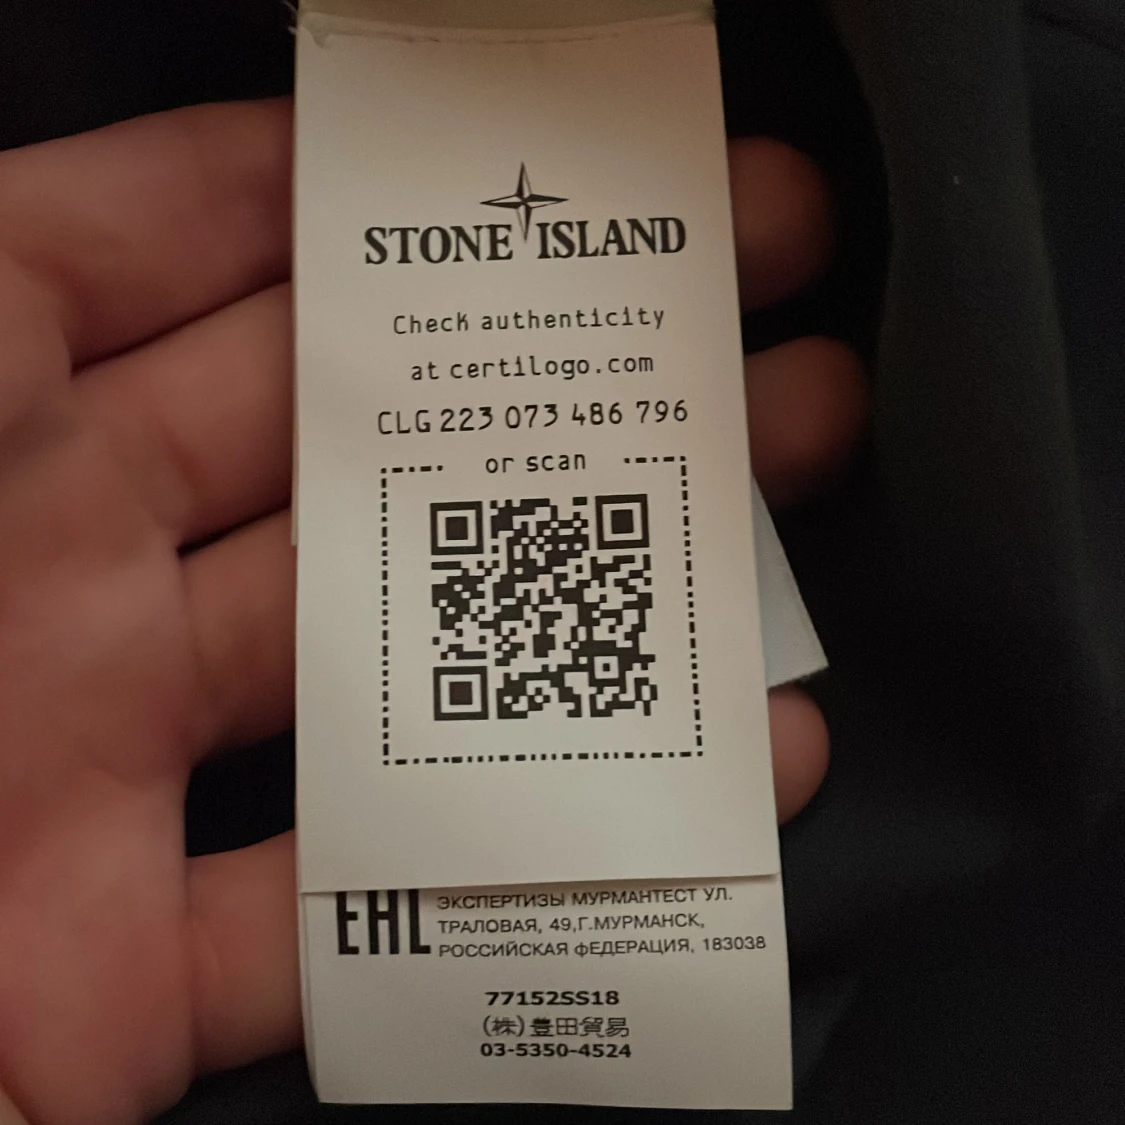 STONE ISLAND
Check authenticity
at certilogo.com
CLG 223 073 486 796
or scan
EAC ЭКСПЕРТИЗЫ МУРМАНТЕСТ УЛ.
ТРАЛОВАЯ, 49,Г.МУРМАНСК,
РОССИЙСКАЯ фЕДЕРАЦИЯ, 183038
77152SS18
(株)豊田貿易
03-5350-4524